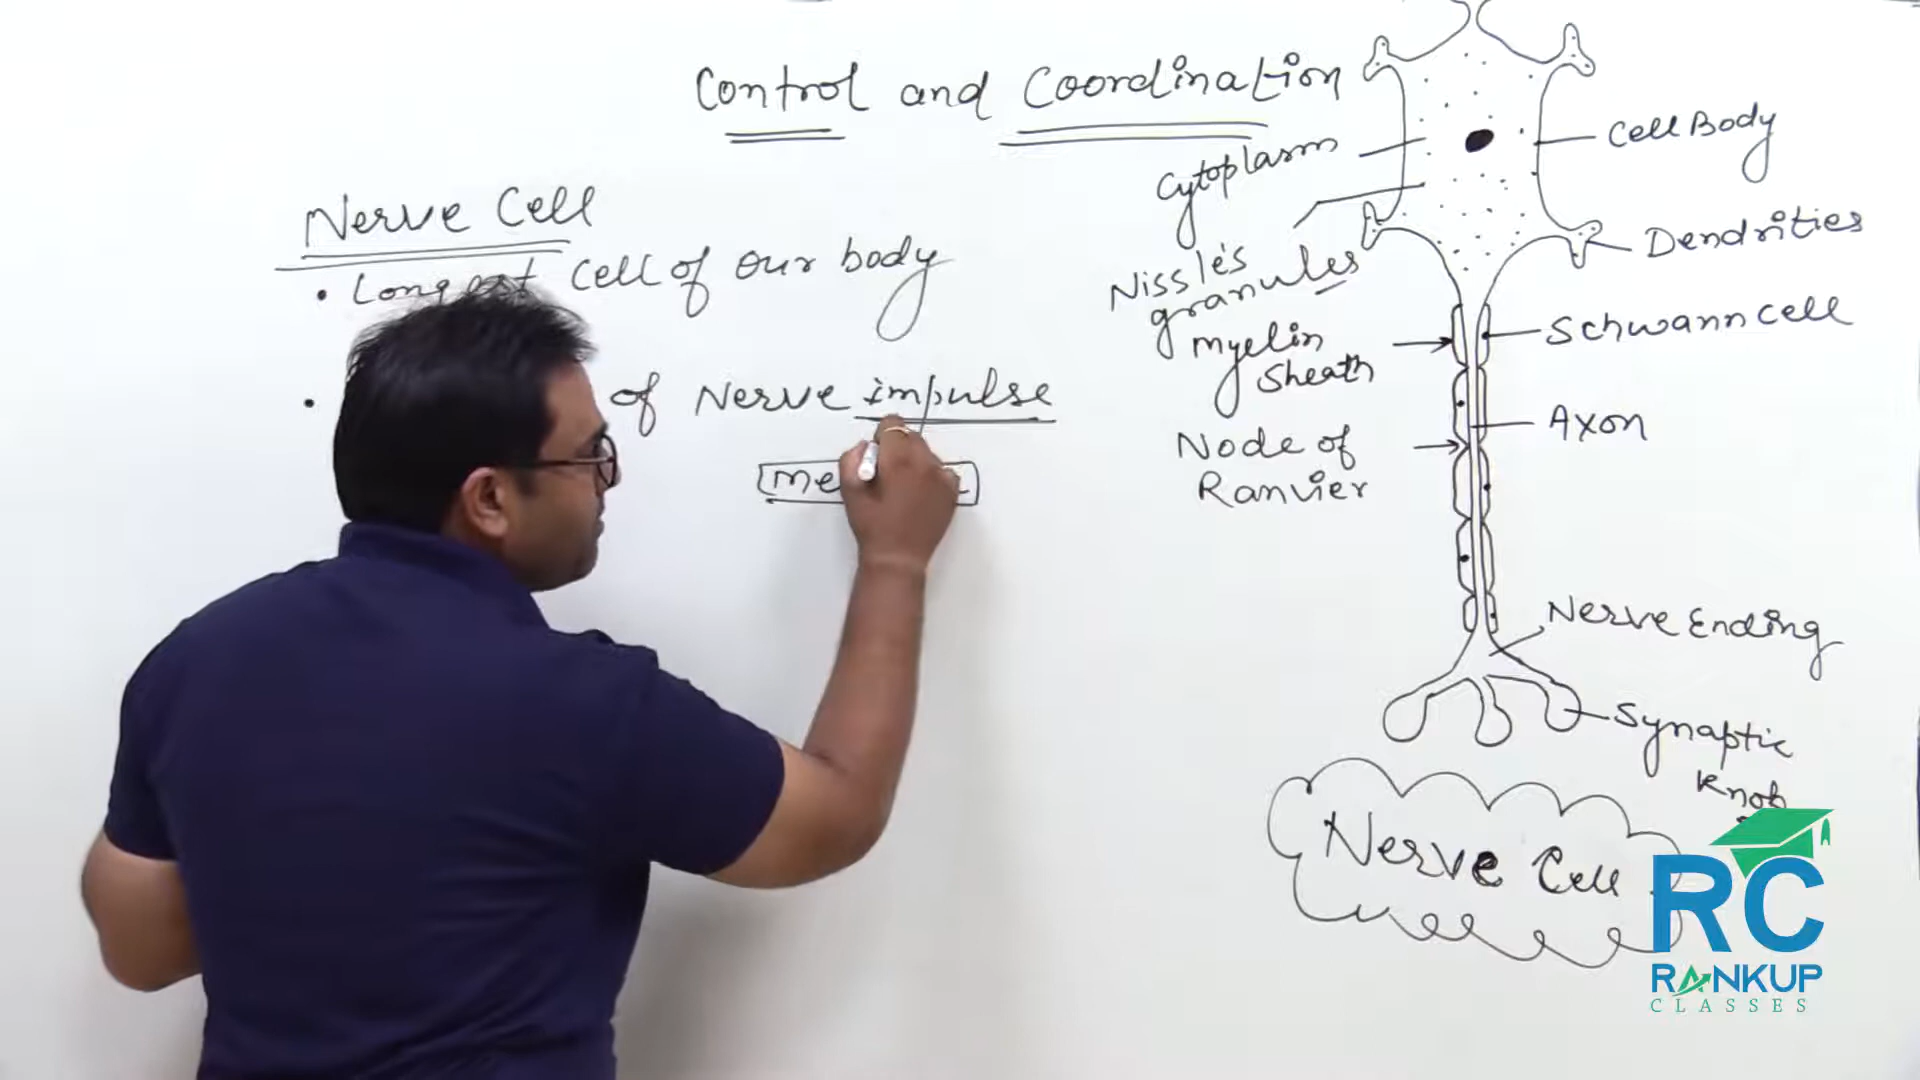 Control and Coordination
Nerve Cell
• Longest Cell of our body
• of Nerve impulse
Cytoplasm
Nissle's
granules
myelin
Sheath
Node of
Ranvier
Cell Body
Dendrities
Schwann cell
Axon
Nerve Ending
Synaptic
Knob
Nerve Cell
RC
RANKUP
CLASSES